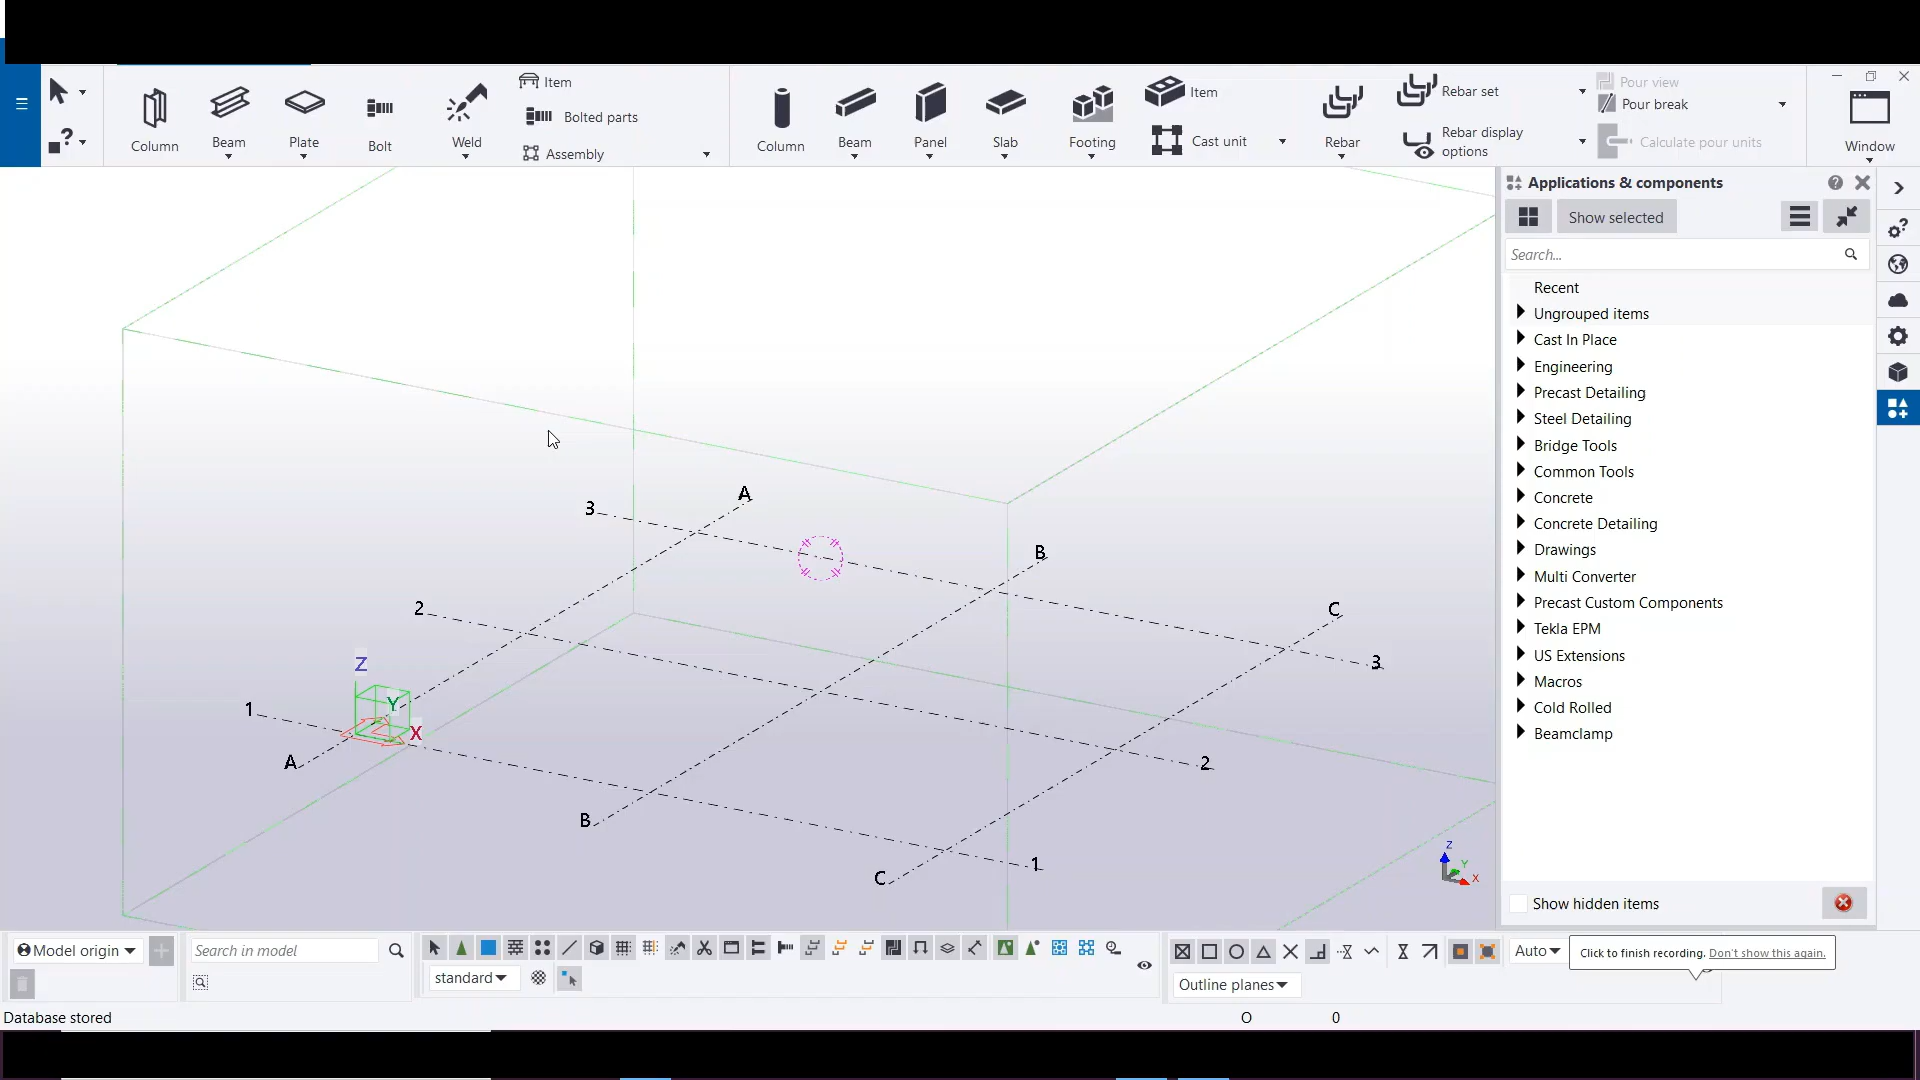 Column
Beam
Plate
Bolt
Weld
Item
Bolted parts
Assembly
Column
Beam
Panel
Slab
Footing
Item
Cast unit
Rebar
Rebar set
Rebar display
options
Pour view
Pour break
Calculate pour units
Window
Applications & components
Show selected
Search...
Recent
Ungrouped items
Cast In Place
Engineering
Precast Detailing
Steel Detailing
Bridge Tools
Common Tools
Concrete
Concrete Detailing
Drawings
Multi Converter
Precast Custom Components
Tekla EPM
US Extensions
Macros
Cold Rolled
Beamclamp
Show hidden items
A
3
B
2
C
Z
3
Y
1
X
A
2
B
1
C
Z
Y
X
Model origin
Search in model
standard
Auto
Click to finish recording. Don't show this again.
Outline planes
Database stored
O
0